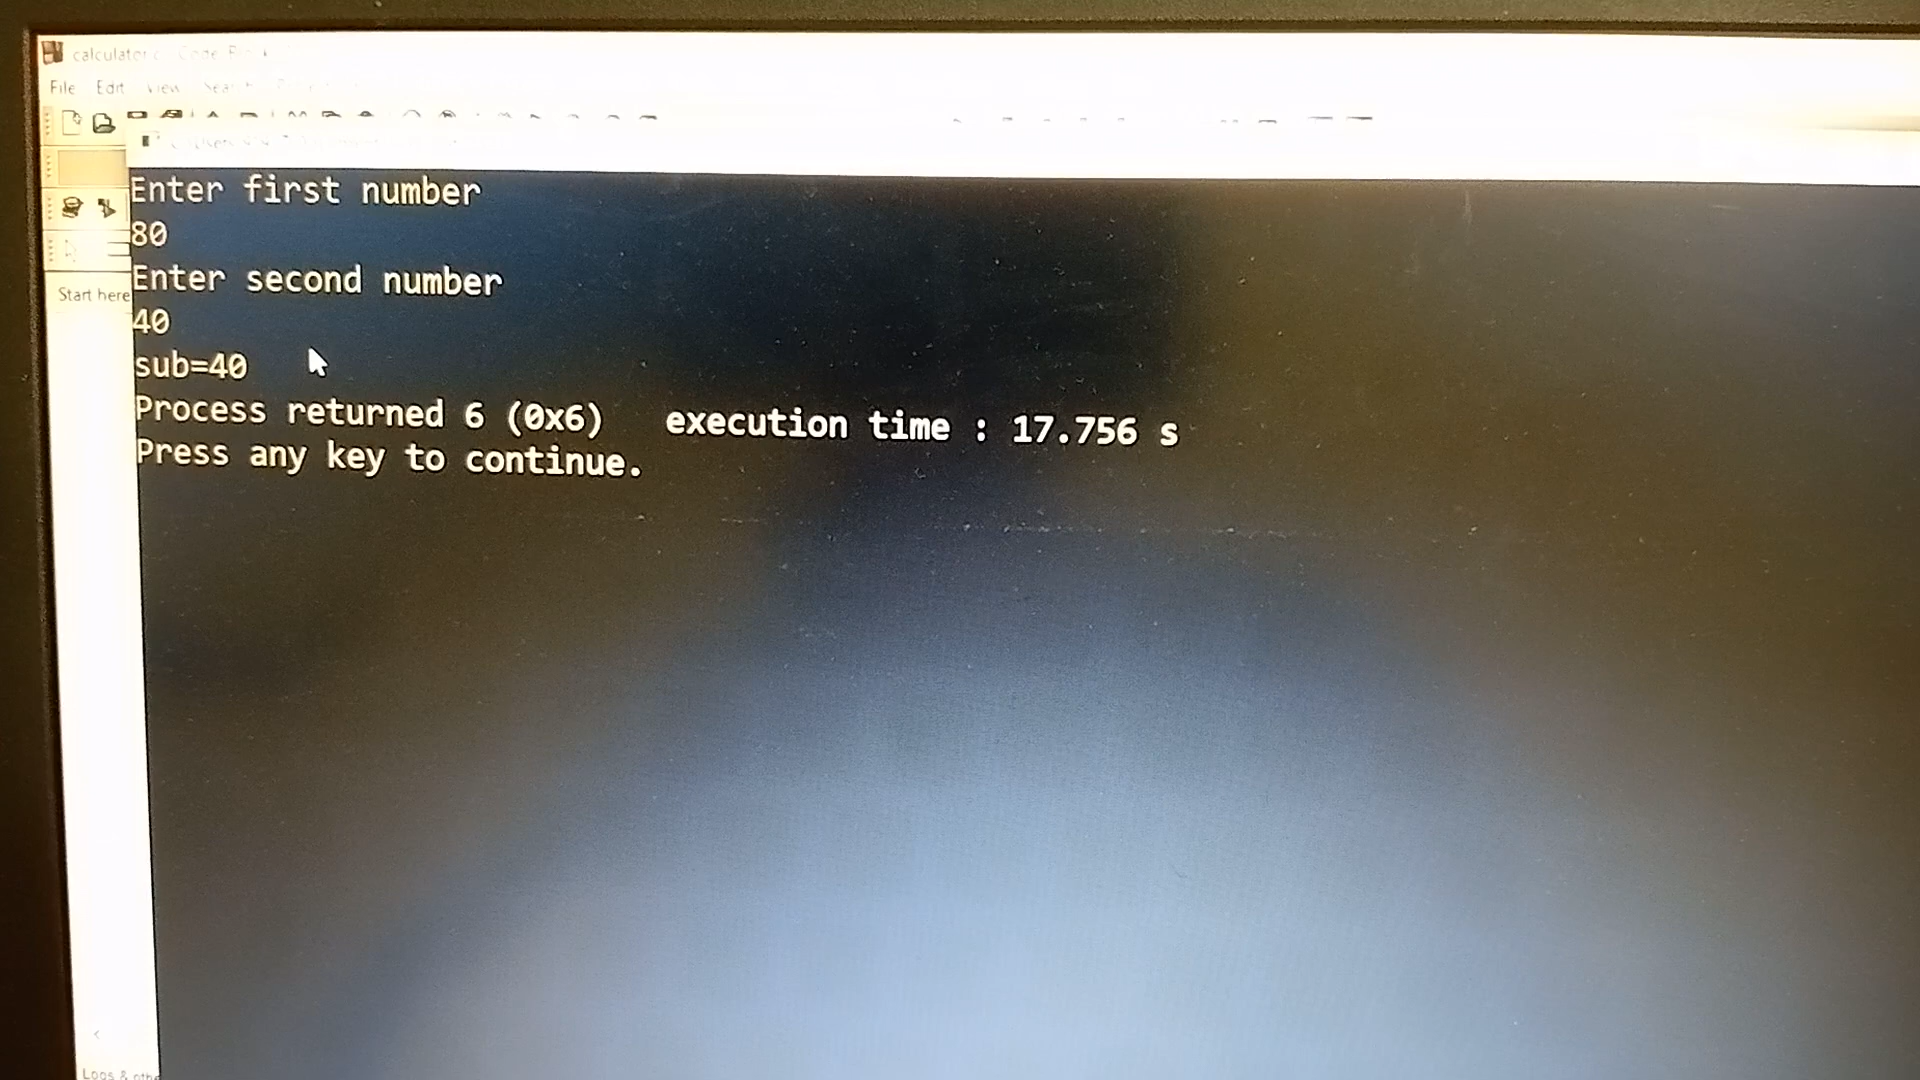 calculator
File Edit View
Enter first number
80
Enter second number
Start here
40
sub=40
Process returned 6 (0x6) execution time : 17.756 s
Press any key to continue.
Logs &